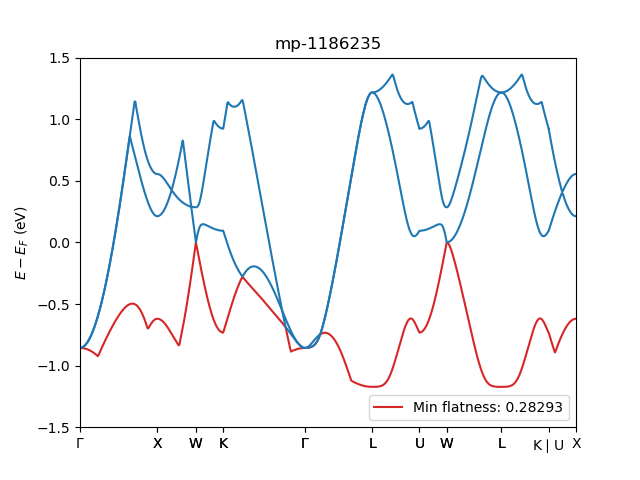 mp-1186235
E − E_F (eV)
1.5
1.0
0.5
0.0
−0.5
−1.0
−1.5
Min flatness: 0.28293
Γ X W K Γ L U W L K | U X